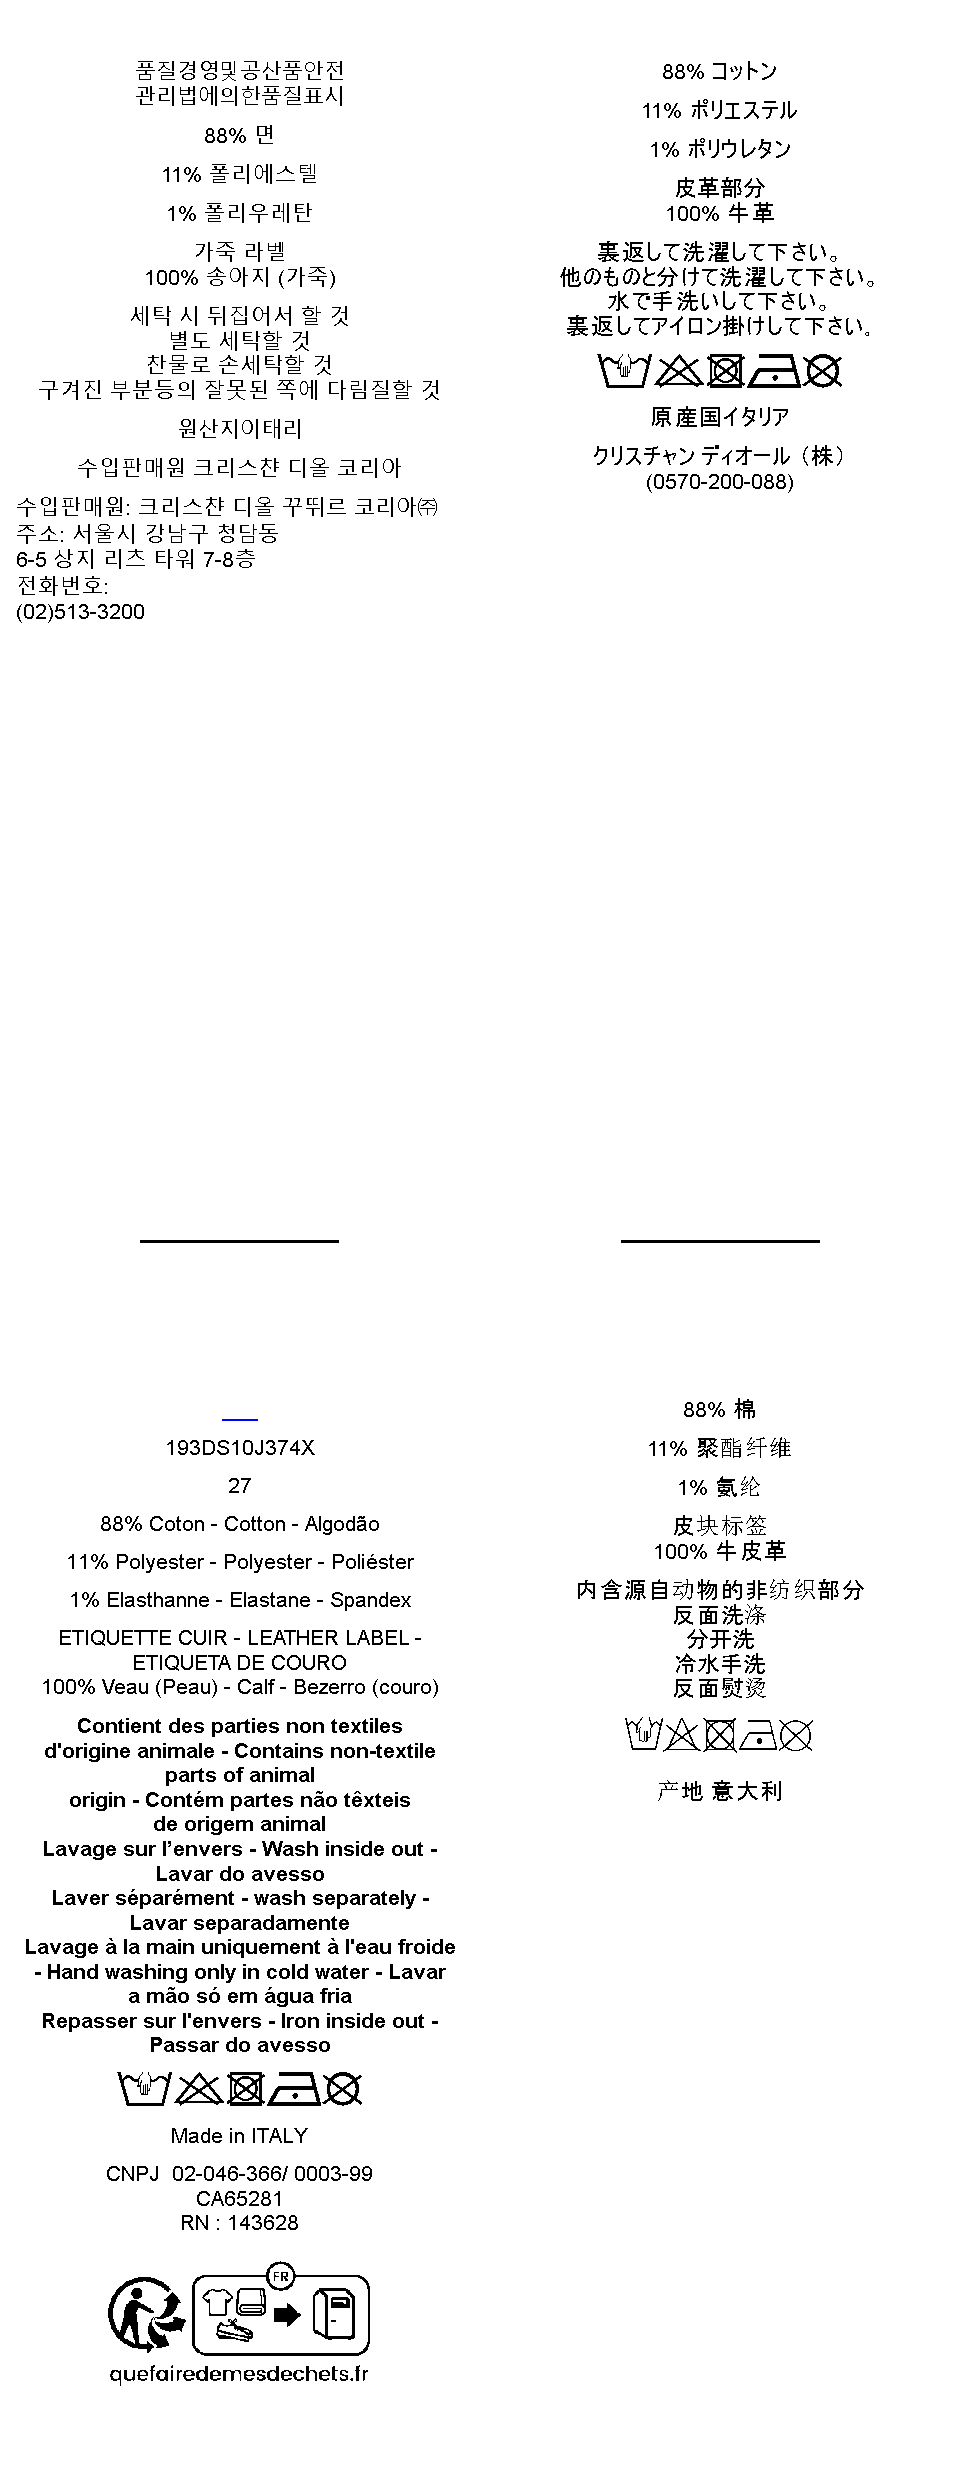 품질경영및공산품안전
관리법에의한품질표시
88% 면
11% 폴리에스텔
1% 폴리우레탄
가죽 라벨
100% 송아지 (가죽)
세탁 시 뒤집어서 할 것
별도 세탁할 것
찬물로 손세탁할 것
구겨진 부분등의 잘못된 쪽에 다림질할 것
원산지이태리
수입판매원 크리스챤 디올 코리아
수입판매원: 크리스챤 디올 꾸뛰르 코리아㈜
주소: 서울시 강남구 청담동
6-5 상지 리츠 타워 7-8층
전화번호:
(02)513-3200
88% コットン
11% ポリエステル
1% ポリウレタン
皮革部分
100% 牛革
裏返して洗濯して下さい。
他のものと分けて洗濯して下さい。
水で手洗いして下さい。
裏返してアイロン掛けして下さい。
原産国イタリア
クリスチャン ディオール（株）
(0570-200-088)
193DS10J374X
27
88% Coton - Cotton - Algodão
11% Polyester - Polyester - Poliéster
1% Elasthanne - Elastane - Spandex
ETIQUETTE CUIR - LEATHER LABEL -
ETIQUETA DE COURO
100% Veau (Peau) - Calf - Bezerro (couro)
Contient des parties non textiles
d'origine animale - Contains non-textile
parts of animal
origin - Contém partes não têxteis
de origem animal
Lavage sur l’envers - Wash inside out -
Lavar do avesso
Laver séparément - wash separately -
Lavar separadamente
Lavage à la main uniquement à l'eau froide
- Hand washing only in cold water - Lavar
a mão só em água fria
Repasser sur l'envers - Iron inside out -
Passar do avesso
Made in ITALY
CNPJ  02-046-366/ 0003-99
CA65281
RN : 143628
FR
quefairedemesdechets.fr
88% 棉
11% 聚酯纤维
1% 氨纶
皮块标签
100% 牛皮革
内含源自动物的非纺织部分
反面洗涤
分开洗
冷水手洗
反面熨烫
产地 意大利